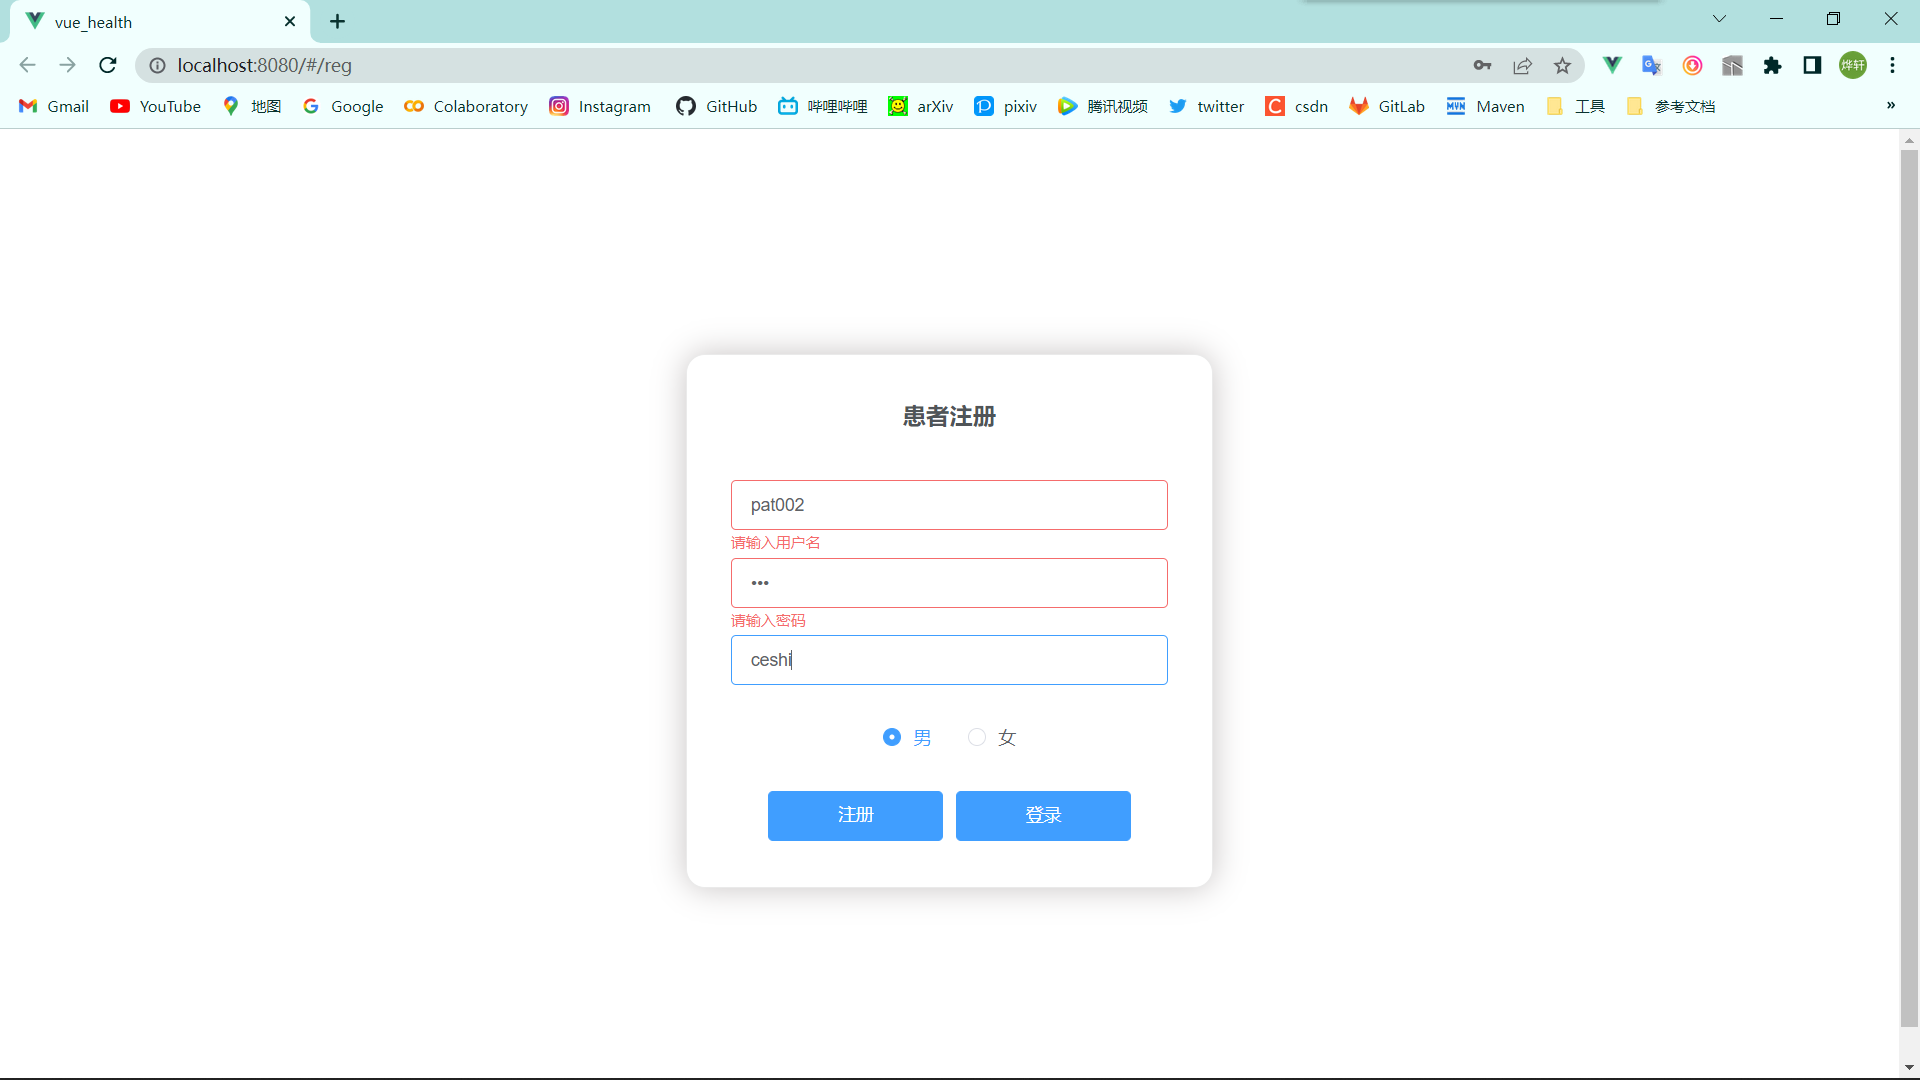 vue_health
localhost:8080/#/reg
烨轩
Gmail YouTube 地图 Google Colaboratory Instagram GitHub 哔哩哔哩 arXiv pixiv 腾讯视频 twitter csdn GitLab Maven 工具 参考文档 »
患者注册
pat002
请输入用户名
•••
请输入密码
ceshi
男 女
注册 登录